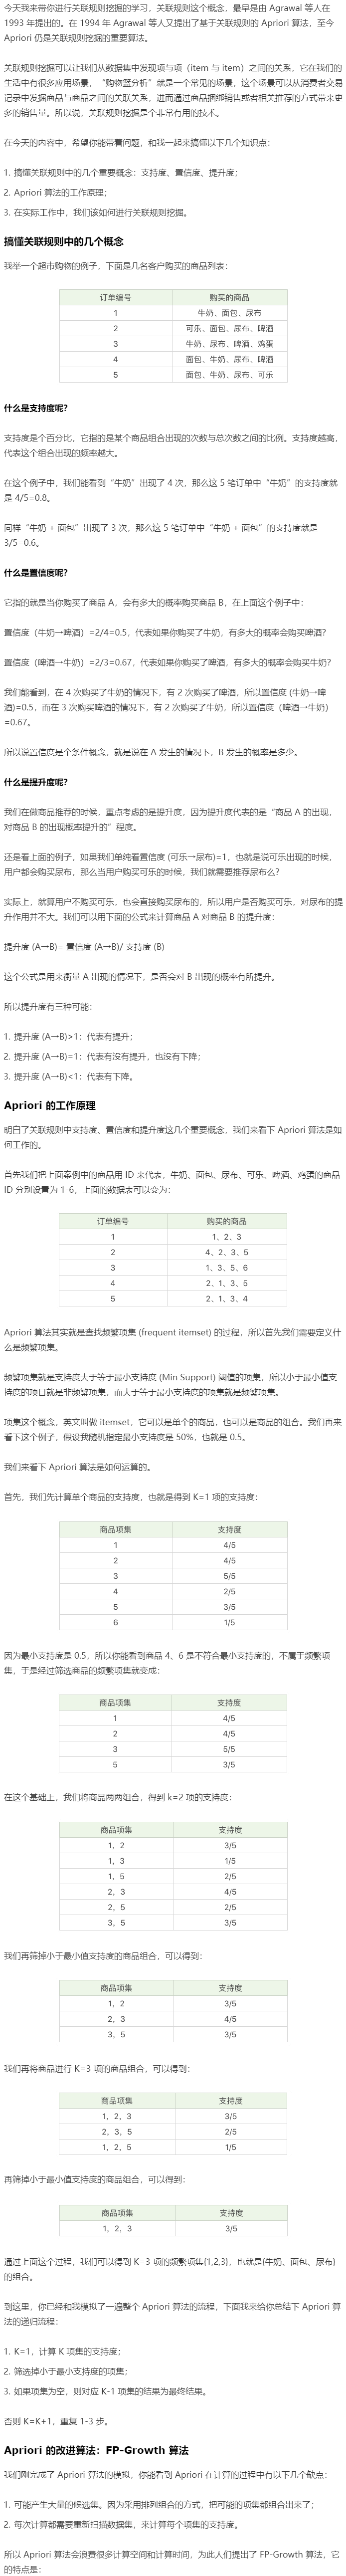 今天我来带你进行关联规则挖掘的学习，关联规则这个概念，最早是由 Agrawal 等人在
1993 年提出的。在 1994 年 Agrawal 等人又提出了基于关联规则的 Apriori 算法，至今
Apriori 仍是关联规则挖掘的重要算法。
关联规则挖掘可以让我们从数据集中发现项与项（item 与 item）之间的关系，它在我们的
生活中有很多应用场景，“购物篮分析”就是一个常见的场景，这个场景可以从消费者交易
记录中发掘商品与商品之间的关联关系，进而通过商品捆绑销售或者相关推荐的方式带来更
多的销售量。所以说，关联规则挖掘是个非常有用的技术。
在今天的内容中，希望你能带着问题，和我一起来搞懂以下几个知识点：
1. 搞懂关联规则中的几个重要概念：支持度、置信度、提升度；
2. Apriori 算法的工作原理；
3. 在实际工作中，我们该如何进行关联规则挖掘。
搞懂关联规则中的几个概念
我举一个超市购物的例子，下面是几名客户购买的商品列表：
订单编号 购买的商品
1 牛奶、面包、尿布
2 可乐、面包、尿布、啤酒
3 牛奶、尿布、啤酒、鸡蛋
4 面包、牛奶、尿布、啤酒
5 面包、牛奶、尿布、可乐
什么是支持度呢？
支持度是个百分比，它指的是某个商品组合出现的次数与总次数之间的比例。支持度越高，
代表这个组合出现的频率越大。
在这个例子中，我们能看到“牛奶”出现了 4 次，那么这 5 笔订单中“牛奶”的支持度就
是 4/5=0.8。
同样“牛奶 + 面包”出现了 3 次，那么这 5 笔订单中“牛奶 + 面包”的支持度就是
3/5=0.6。
什么是置信度呢？
它指的就是当你购买了商品 A，会有多大的概率购买商品 B，在上面这个例子中：
置信度（牛奶→啤酒）=2/4=0.5，代表如果你购买了牛奶，有多大的概率会购买啤酒？
置信度（啤酒→牛奶）=2/3=0.67，代表如果你购买了啤酒，有多大的概率会购买牛奶？
我们能看到，在 4 次购买了牛奶的情况下，有 2 次购买了啤酒，所以置信度 (牛奶→啤
酒)=0.5，而在 3 次购买啤酒的情况下，有 2 次购买了牛奶，所以置信度（啤酒→牛奶）
=0.67。
所以说置信度是个条件概念，就是说在 A 发生的情况下，B 发生的概率是多少。
什么是提升度呢？
我们在做商品推荐的时候，重点考虑的是提升度，因为提升度代表的是“商品 A 的出现，
对商品 B 的出现概率提升的”程度。
还是看上面的例子，如果我们单纯看置信度 (可乐→尿布)=1，也就是说可乐出现的时候，
用户都会购买尿布，那么当用户购买可乐的时候，我们就需要推荐尿布么？
实际上，就算用户不购买可乐，也会直接购买尿布的，所以用户是否购买可乐，对尿布的提
升作用并不大。我们可以用下面的公式来计算商品 A 对商品 B 的提升度：
提升度 (A→B)= 置信度 (A→B)/ 支持度 (B)
这个公式是用来衡量 A 出现的情况下，是否会对 B 出现的概率有所提升。
所以提升度有三种可能：
1. 提升度 (A→B)>1：代表有提升；
2. 提升度 (A→B)=1：代表有没有提升，也没有下降；
3. 提升度 (A→B)<1：代表有下降。
Apriori 的工作原理
明白了关联规则中支持度、置信度和提升度这几个重要概念，我们来看下 Apriori 算法是如
何工作的。
首先我们把上面案例中的商品用 ID 来代表，牛奶、面包、尿布、可乐、啤酒、鸡蛋的商品
ID 分别设置为 1-6，上面的数据表可以变为：
订单编号 购买的商品
1 1、2、3
2 4、2、3、5
3 1、3、5、6
4 2、1、3、5
5 2、1、3、4
Apriori 算法其实就是查找频繁项集 (frequent itemset) 的过程，所以首先我们需要定义什
么是频繁项集。
频繁项集就是支持度大于等于最小支持度 (Min Support) 阈值的项集，所以小于最小值支
持度的项目就是非频繁项集，而大于等于最小支持度的项集就是频繁项集。
项集这个概念，英文叫做 itemset，它可以是单个的商品，也可以是商品的组合。我们再来
看下这个例子，假设我随机指定最小支持度是 50%，也就是 0.5。
我们来看下 Apriori 算法是如何运算的。
首先，我们先计算单个商品的支持度，也就是得到 K=1 项的支持度：
商品项集 支持度
1 4/5
2 4/5
3 5/5
4 2/5
5 3/5
6 1/5
因为最小支持度是 0.5，所以你能看到商品 4、6 是不符合最小支持度的，不属于频繁项
集，于是经过筛选商品的频繁项集就变成：
商品项集 支持度
1 4/5
2 4/5
3 5/5
5 3/5
在这个基础上，我们将商品两两组合，得到 k=2 项的支持度：
商品项集 支持度
1，2 3/5
1，3 1/5
1，5 2/5
2，3 4/5
2，5 2/5
3，5 3/5
我们再筛掉小于最小值支持度的商品组合，可以得到：
商品项集 支持度
1，2 3/5
2，3 4/5
3，5 3/5
我们再将商品进行 K=3 项的商品组合，可以得到：
商品项集 支持度
1，2，3 3/5
2，3，5 2/5
1，2，5 1/5
再筛掉小于最小值支持度的商品组合，可以得到：
商品项集 支持度
1，2，3 3/5
通过上面这个过程，我们可以得到 K=3 项的频繁项集{1,2,3}，也就是{牛奶、面包、尿布}
的组合。
到这里，你已经和我模拟了一遍整个 Apriori 算法的流程，下面我来给你总结下 Apriori 算
法的递归流程：
1. K=1，计算 K 项集的支持度；
2. 筛选掉小于最小支持度的项集；
3. 如果项集为空，则对应 K-1 项集的结果为最终结果。
否则 K=K+1，重复 1-3 步。
Apriori 的改进算法：FP-Growth 算法
我们刚完成了 Apriori 算法的模拟，你能看到 Apriori 在计算的过程中有以下几个缺点：
1. 可能产生大量的候选集。因为采用排列组合的方式，把可能的项集都组合出来了；
2. 每次计算都需要重新扫描数据集，来计算每个项集的支持度。
所以 Apriori 算法会浪费很多计算空间和计算时间，为此人们提出了 FP-Growth 算法，它
的特点是：